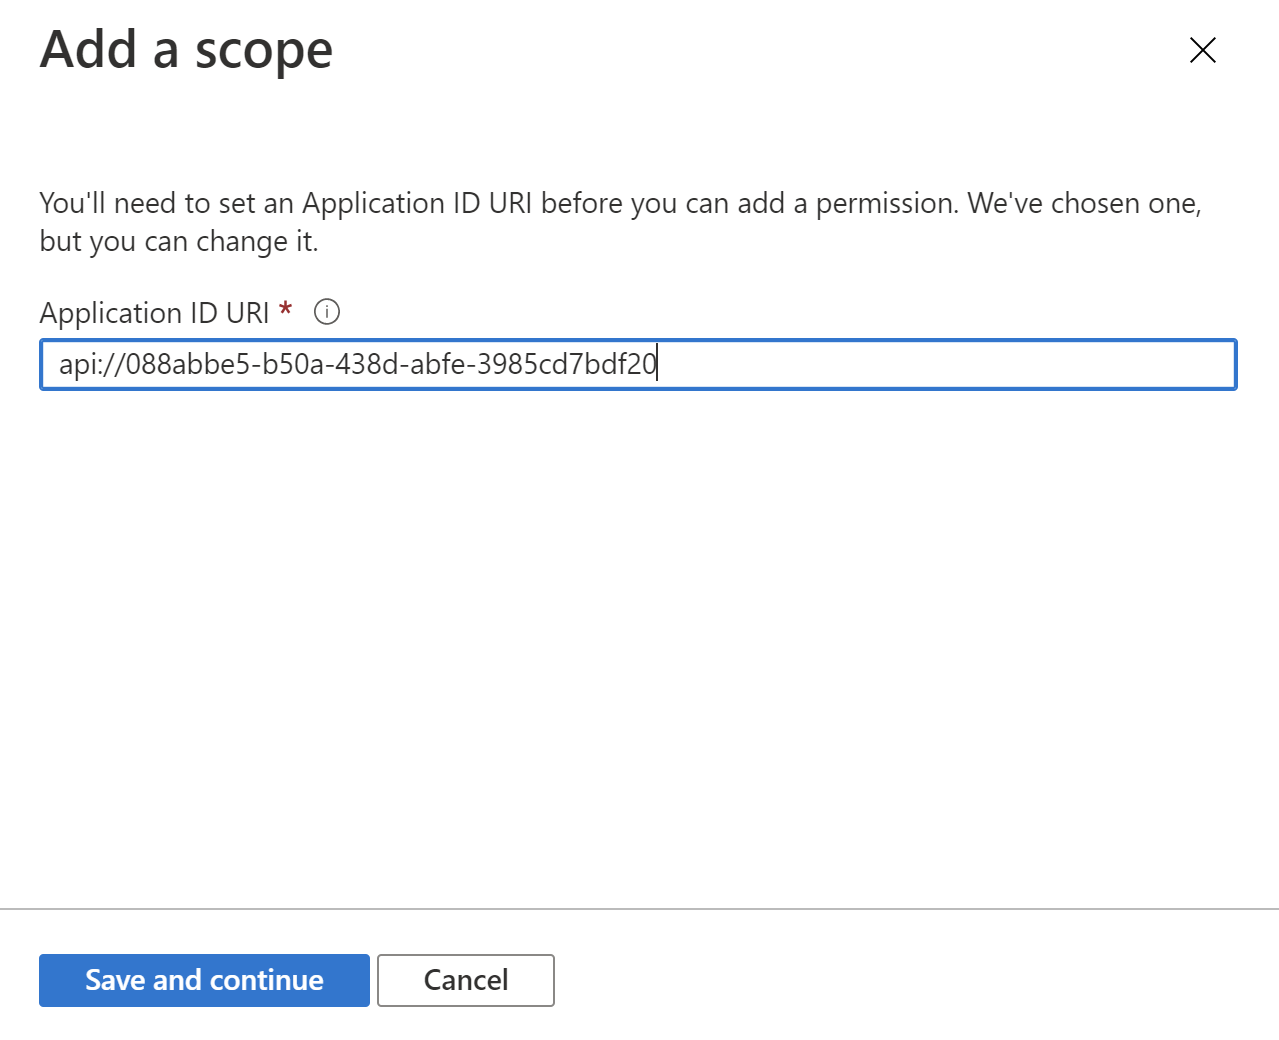 Add a scope
You'll need to set an Application ID URI before you can add a permission. We've chosen one,
but you can change it.
Application ID URI *
api://088abbe5-b50a-438d-abfe-3985cd7bdf20
Save and continue
Cancel